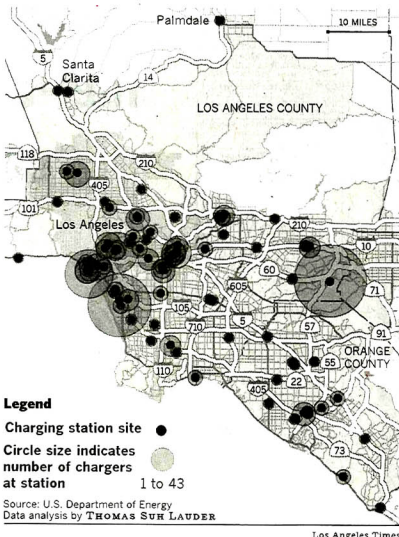 Palmdale
10 MILES
5
Santa
Clarita
14
LOS ANGELES COUNTY
118
210
405
101
Los Angeles
210
10
60
605
71
105
5
57
91
710
ORANGE
COUNTY
55
110
22
405
73
Legend
Charging station site
Circle size indicates
number of chargers
at station
1 to 43
Source: U.S. Department of Energy
Data analysis by THOMAS SUH LAUDER
Los Angeles Times